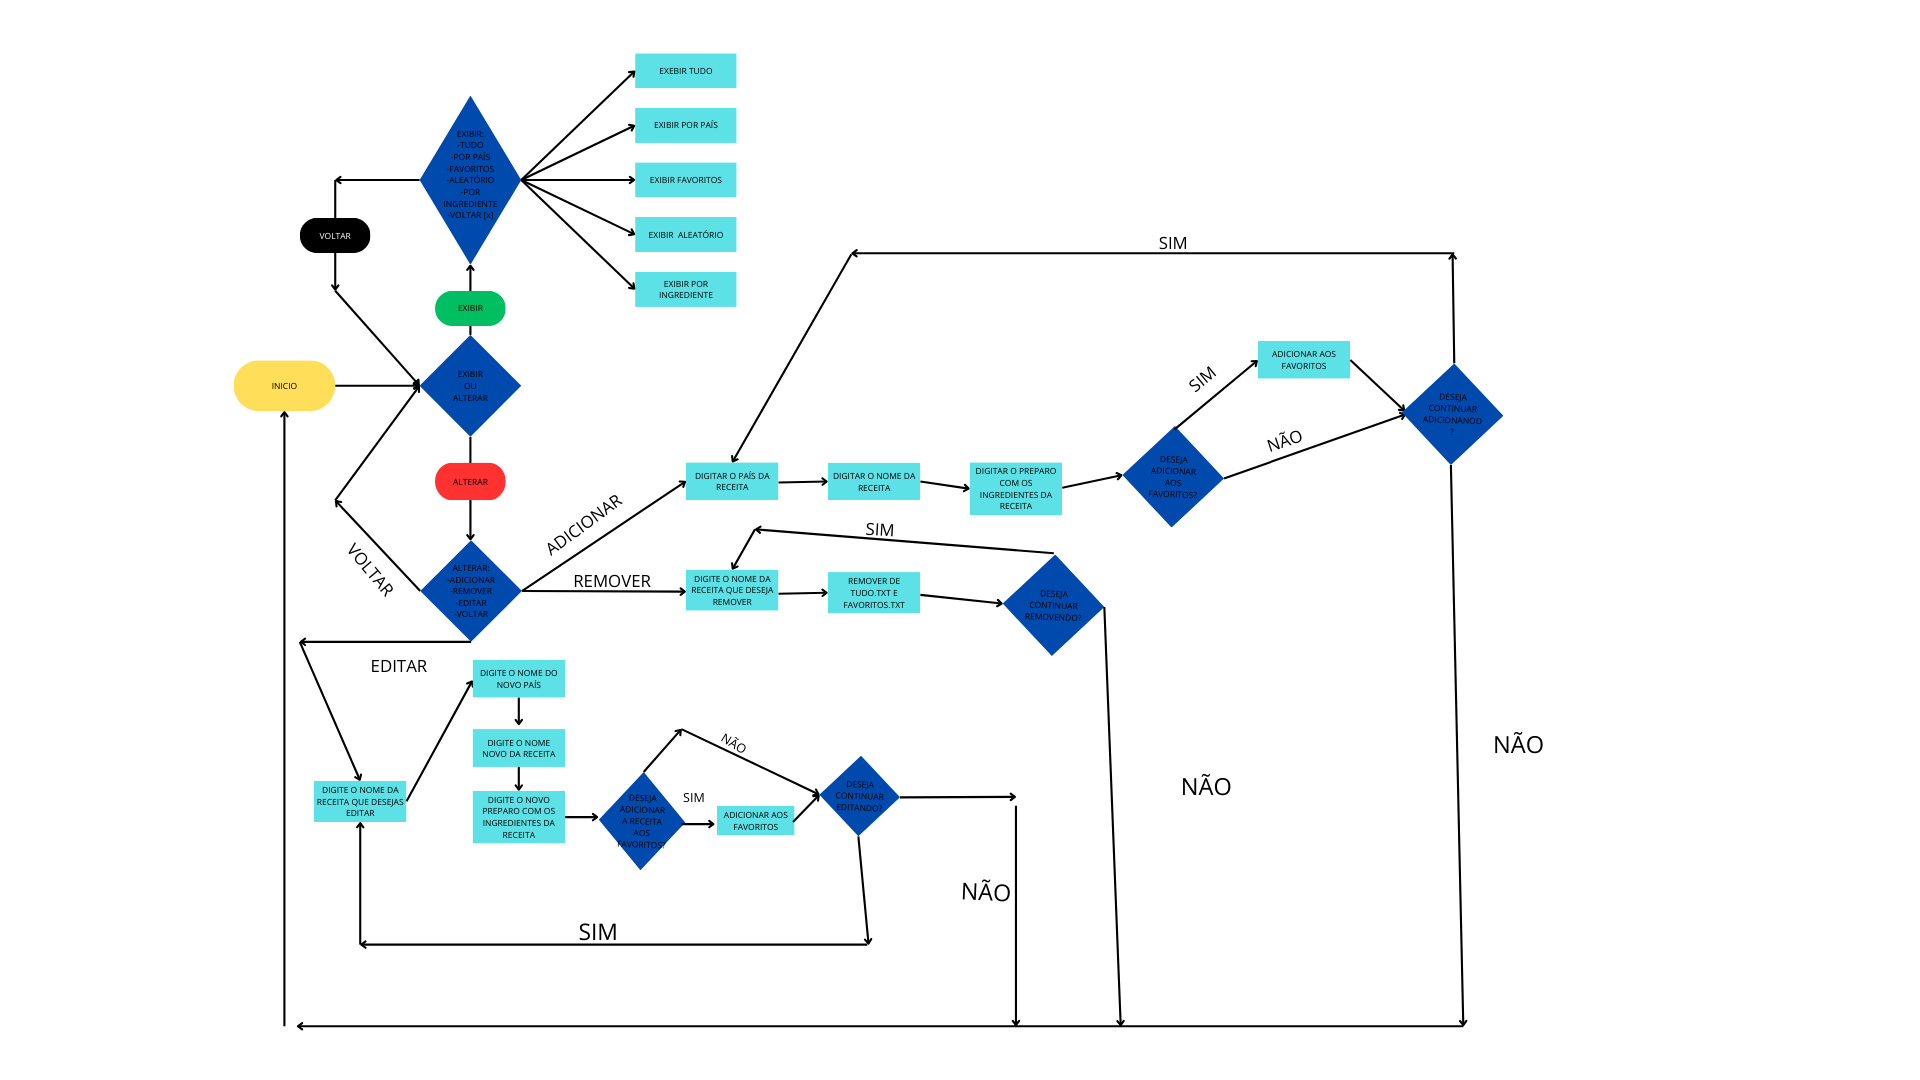 EXEBIR TUDO
EXIBIR POR PAÍS
EXIBIR FAVORITOS
EXIBIR ALEATÓRIO
EXIBIR POR
INGREDIENTE
EXIBIR:
-TUDO
-POR PAÍS
-FAVORITOS
-ALEATÓRIO
-POR
INGREDIENTE
-VOLTAR [x]
VOLTAR
EXIBIR
INICIO
EXIBIR
OU
ALTERAR
ALTERAR
ALTERAR:
-ADICIONAR
-REMOVER
-EDITAR
-VOLTAR
VOLTAR
ADICIONAR
REMOVER
EDITAR
SIM
DIGITAR O PAÍS DA
RECEITA
DIGITAR O NOME DA
RECEITA
DIGITAR O PREPARO
COM OS
INGREDIENTES DA
RECEITA
DESEJA
ADICIONAR
AOS
FAVORITOS?
SIM
ADICIONAR AOS
FAVORITOS
NÃO
DESEJA
CONTINUAR
ADICIONANOD
?
NÃO
SIM
DIGITE O NOME DA
RECEITA QUE DESEJA
REMOVER
REMOVER DE
TUDO.TXT E
FAVORITOS.TXT
DESEJA
CONTINUAR
REMOVENDO?
NÃO
DIGITE O NOME DA
RECEITA QUE DESEJAS
EDITAR
DIGITE O NOME DO
NOVO PAÍS
DIGITE O NOME
NOVO DA RECEITA
DIGITE O NOVO
PREPARO COM OS
INGREDIENTES DA
RECEITA
DESEJA
ADICIONAR
A RECEITA
AOS
FAVORITOS?
NÃO
SIM
ADICIONAR AOS
FAVORITOS
DESEJA
CONTINUAR
EDITANDO?
NÃO
SIM